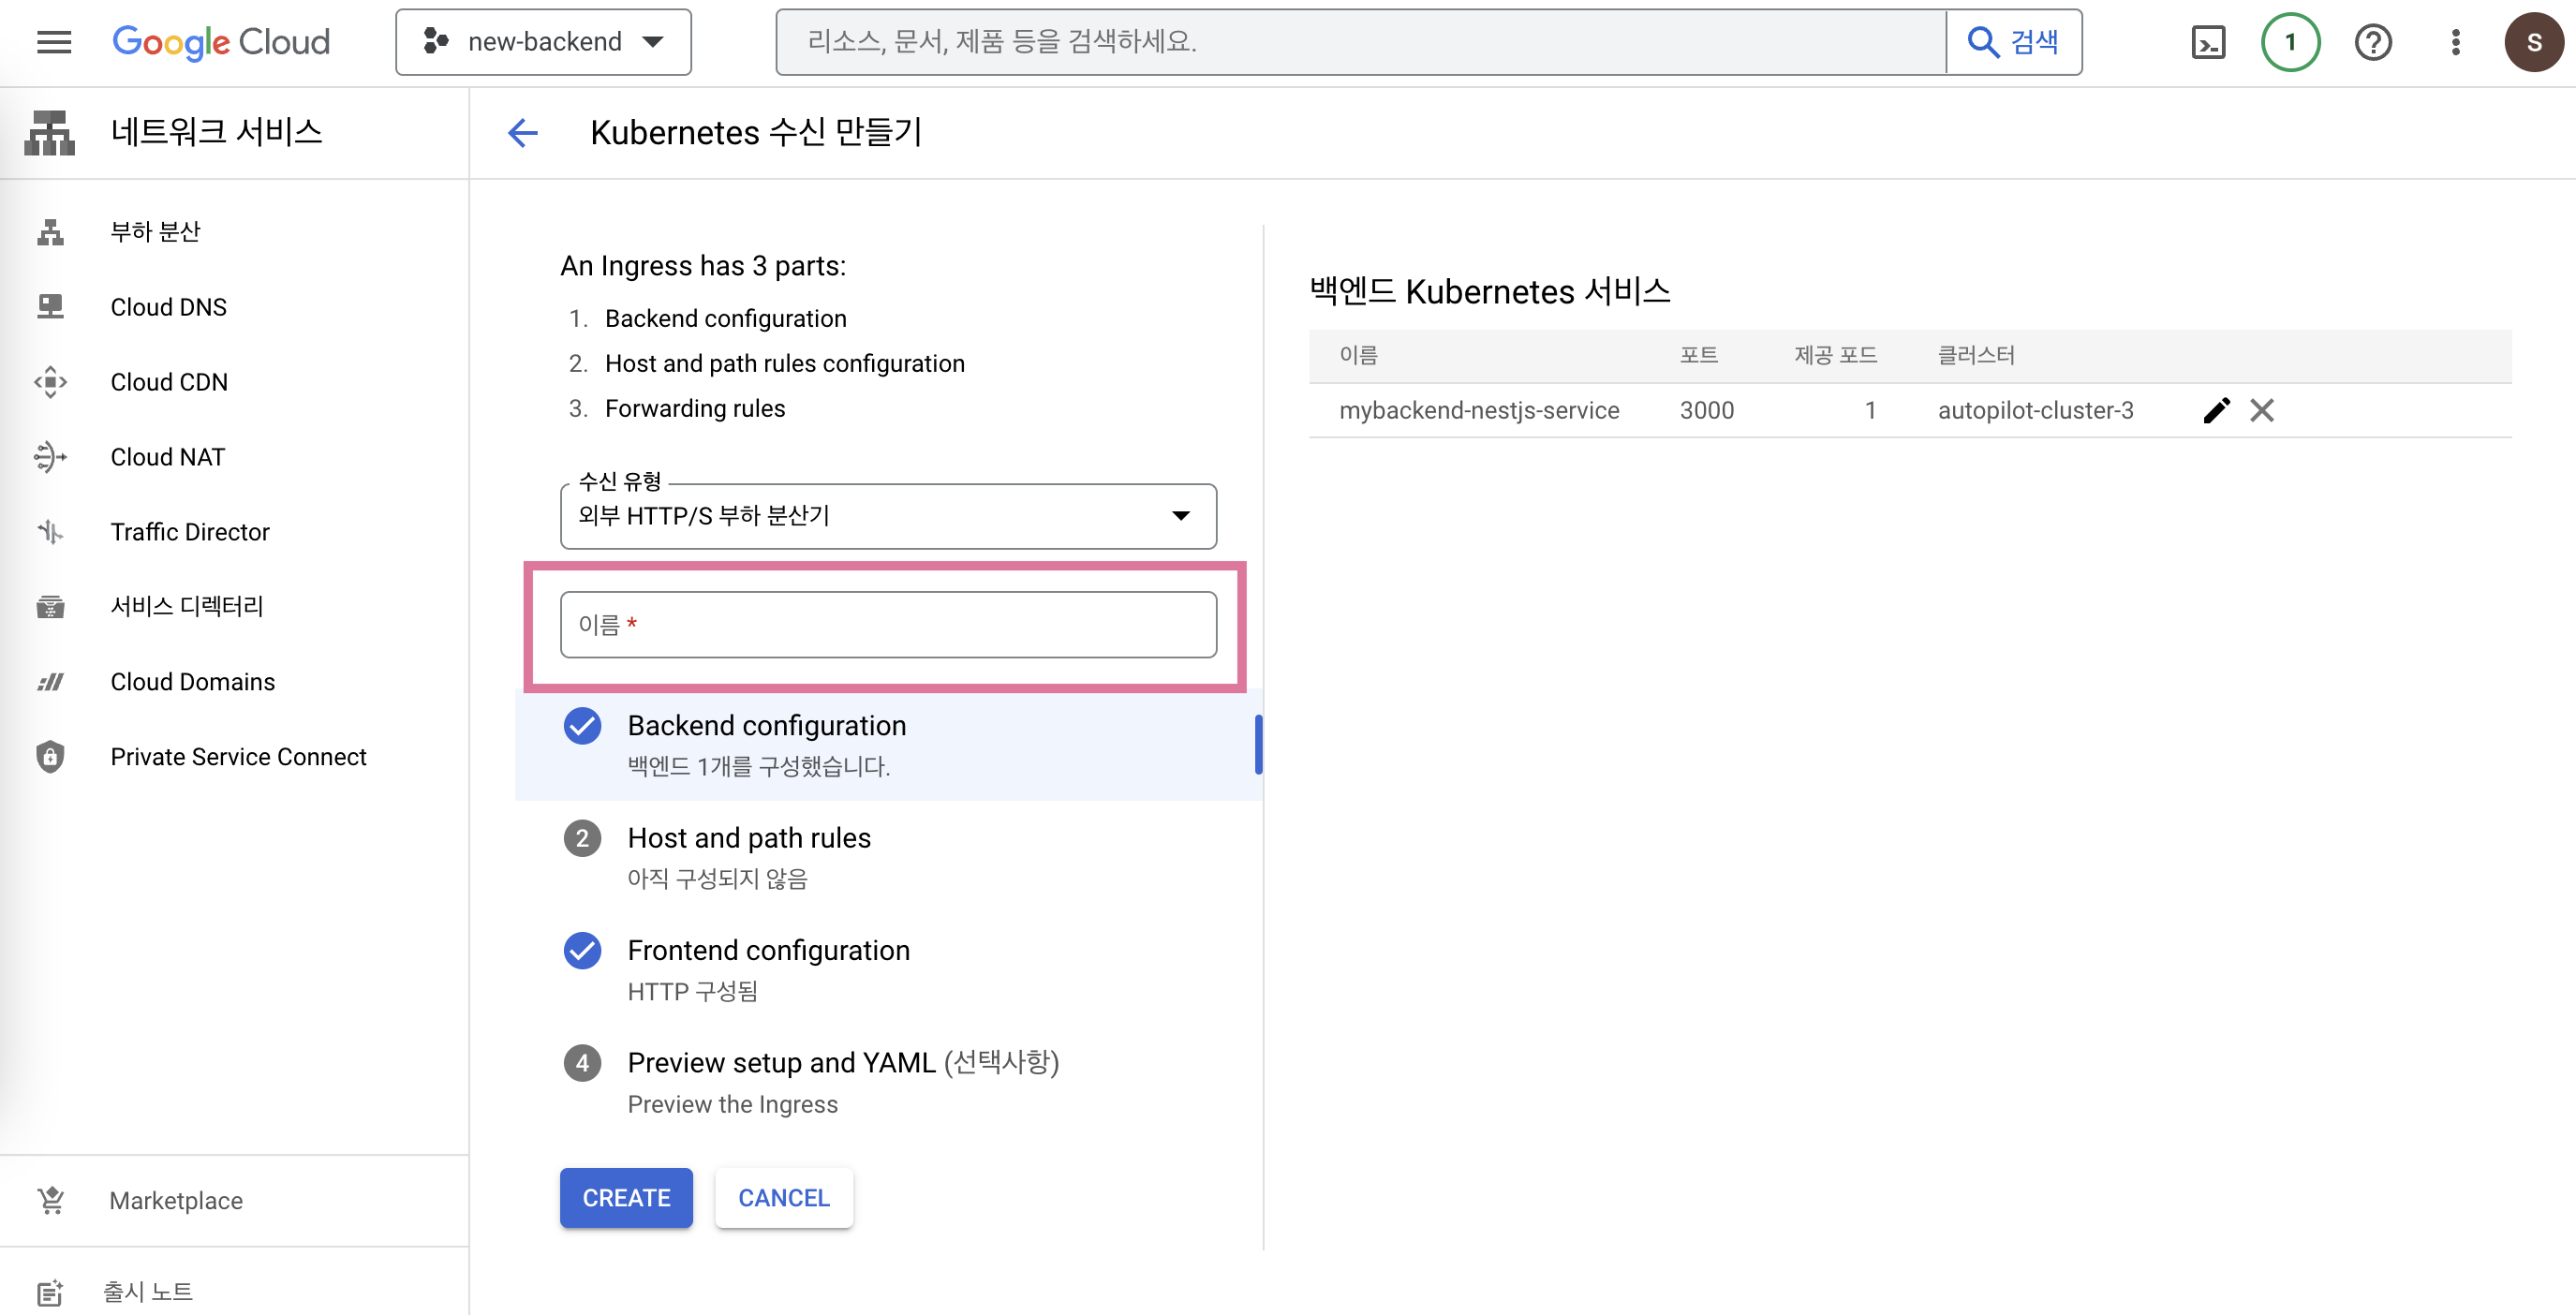 Google Cloud
new-backend
리소스, 문서, 제품 등을 검색하세요.
검색
1
S
네트워크 서비스
Kubernetes 수신 만들기
부하 분산
Cloud DNS
Cloud CDN
Cloud NAT
Traffic Director
서비스 디렉터리
Cloud Domains
Private Service Connect
Marketplace
출시 노트
An Ingress has 3 parts:
1. Backend configuration
2. Host and path rules configuration
3. Forwarding rules
수신 유형
외부 HTTP/S 부하 분산기
이름 *
Backend configuration
백엔드 1개를 구성했습니다.
2 Host and path rules
아직 구성되지 않음
Frontend configuration
HTTP 구성됨
4 Preview setup and YAML (선택사항)
Preview the Ingress
CREATE CANCEL
백엔드 Kubernetes 서비스
이름 포트 제공 포드 클러스터
mybackend-nestjs-service 3000 1 autopilot-cluster-3